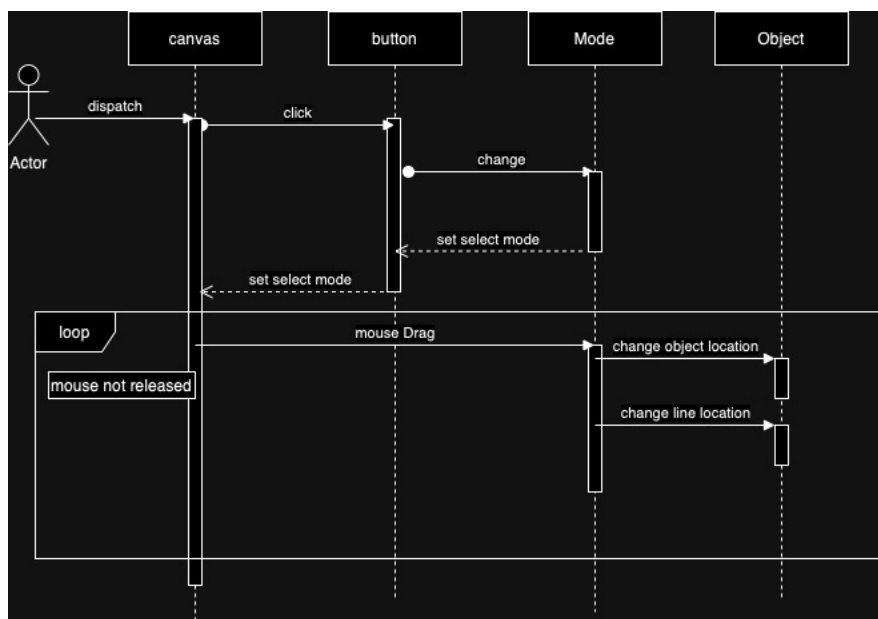 canvas
button
Mode
Object
dispatch
click
Actor
change
set select mode
set select mode
loop
mouse Drag
change object location
mouse not released
change line location